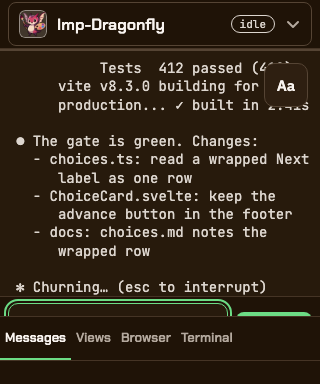 Imp-Dragonfly
idle
Tests 412 passed
vite v8.3.0 building for
production... ✓ built in
Aa
● The gate is green. Changes:
- choices.ts: read a wrapped Next
label as one row
- ChoiceCard.svelte: keep the
advance button in the footer
- docs: choices.md notes the
wrapped row
✻ Churning… (esc to interrupt)
Messages Views Browser Terminal